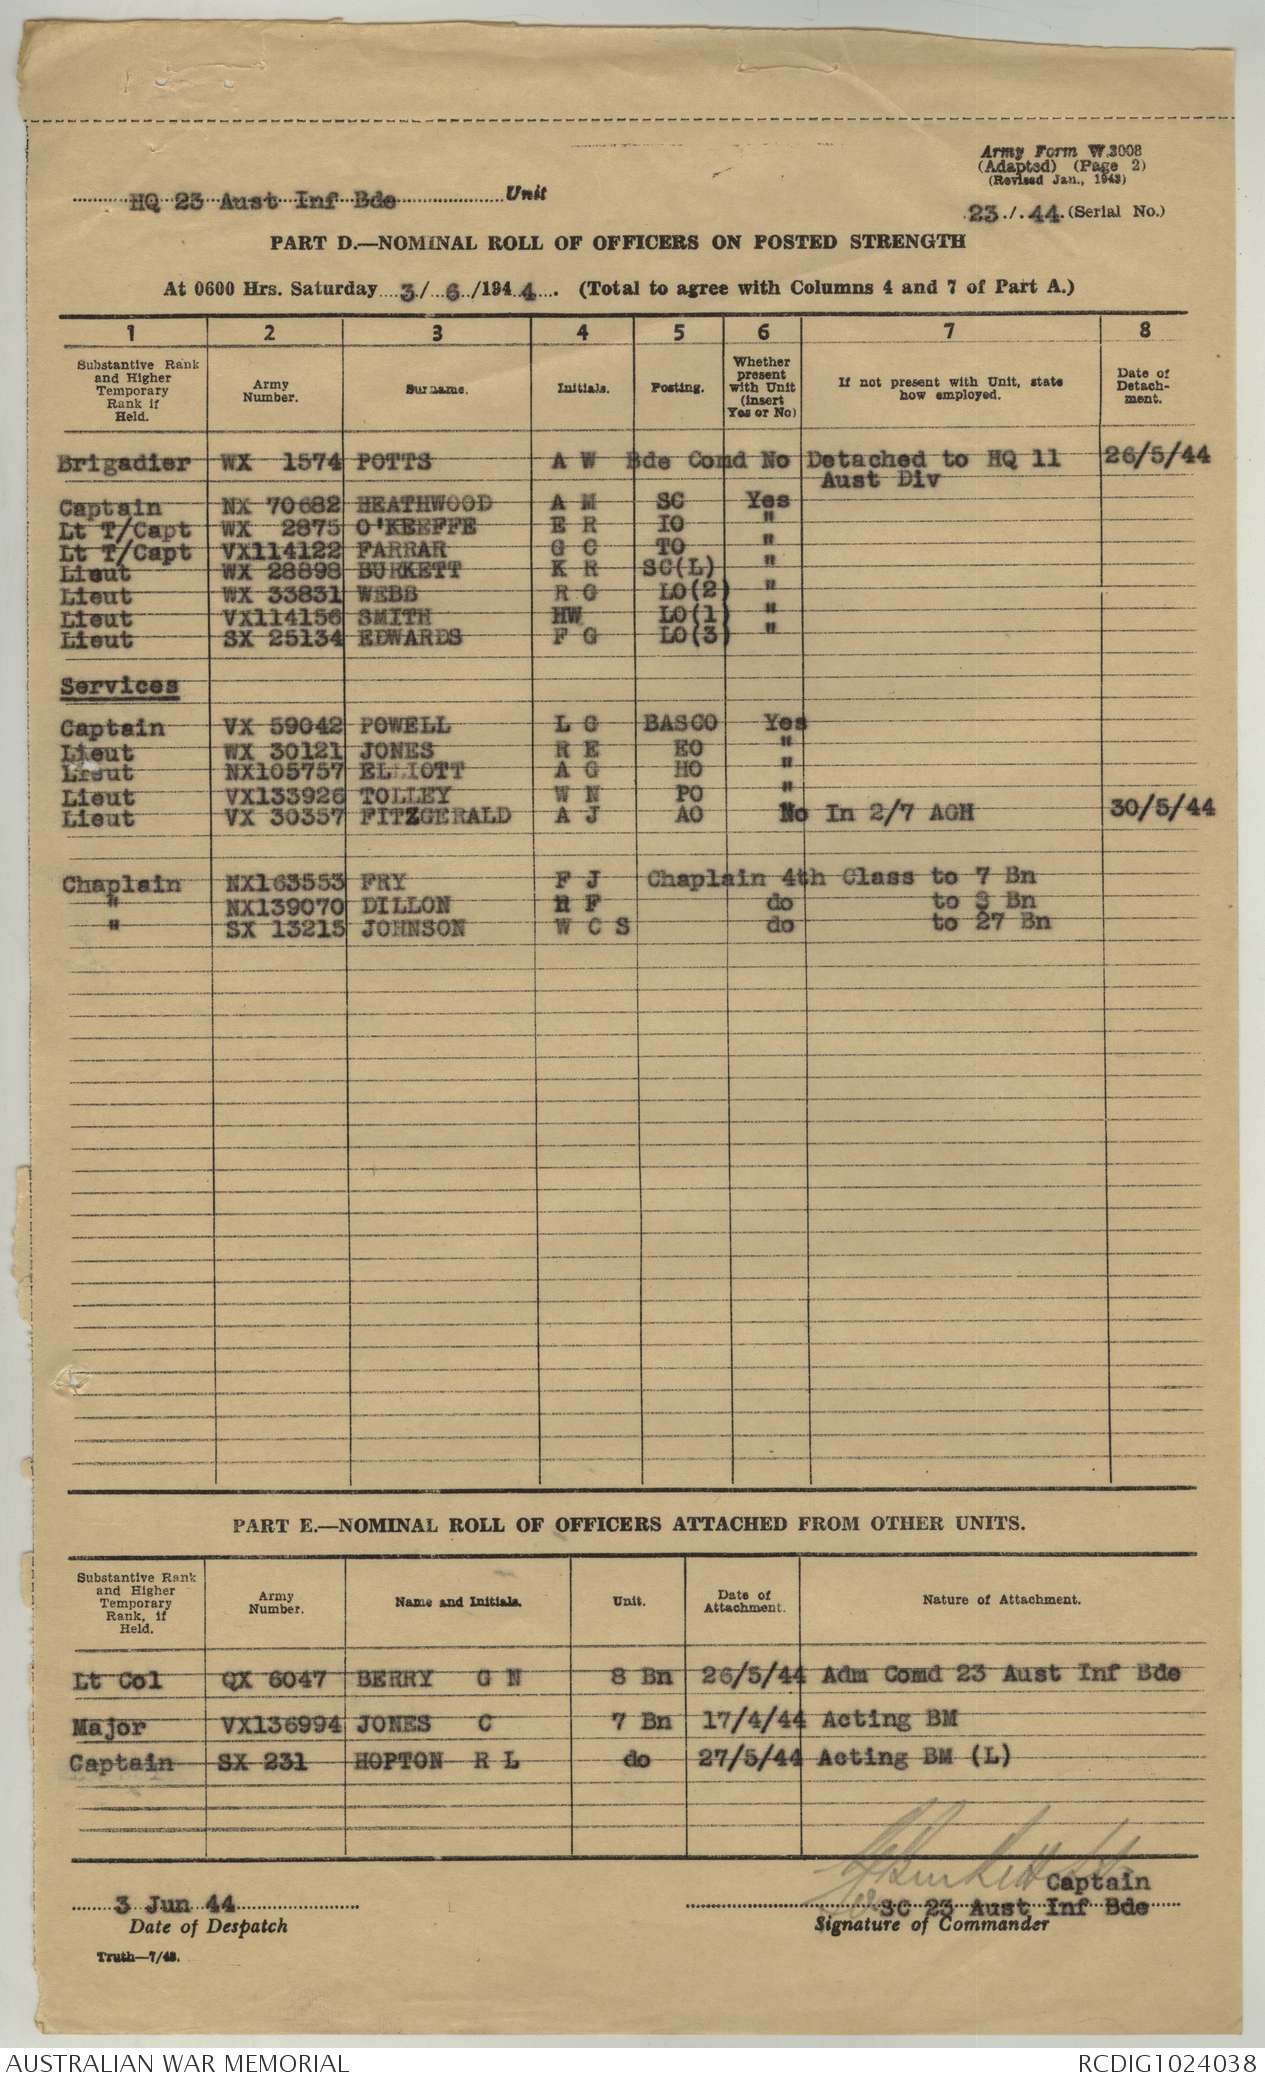 Army Form W.3008
(Adapted) (Page 2)
(Revised Jan., 1943)
HQ 23 Aust Inf Bde Unit
23/44 (Serial No.)
PART D.—NOMINAL ROLL OF OFFICERS ON POSTED STRENGTH
At 0600 Hrs. Saturday 3/6/1944. (Total to agree with Columns 4 and 7 of Part A.)
1 2 3 4 5 6 7 8
Substantive Rank and Higher Temporary Rank if Held. Army Number. Surname. Initials. Posting. Whether present with Unit (insert Yes or No) If not present with Unit, state how employed. Date of Detachment.
Brigadier WX 1574 POTTS A W Bde Comd No Detached to HQ 11 26/5/44
Aust Div
Captain NX 70682 HEATHWOOD A M SC Yes
Lt T/Capt WX 2875 O'KEEFFE E R IO "
Lt T/Capt VX114122 FARRAR G C TO "
Lieut WX 28898 BURKETT K R SC(L) "
Lieut WX 33831 WEBB R G LO(2) "
Lieut VX114156 SMITH HW LO(1) "
Lieut SX 25134 EDWARDS F G LO(3) "
Services
Captain VX 59042 POWELL L G BASCO Yes
Lieut WX 30121 JONES R E EO "
Lieut NX105757 ELLIOTT A G HO "
Lieut VX133926 TOLLEY W N PO "
Lieut VX 30357 FITZGERALD A J AO No In 2/7 AGH 30/5/44
Chaplain NX163553 FRY F J Chaplain 4th Class to 7 Bn
" NX139070 DILLON F do to 8 Bn
" SX 13215 JOHNSON W C S do to 27 Bn
PART E.—NOMINAL ROLL OF OFFICERS ATTACHED FROM OTHER UNITS.
Substantive Rank and Higher Temporary Rank, if Held. Army Number. Name and Initials. Unit. Date of Attachment. Nature of Attachment.
Lt Col QX 6047 BERRY G N 8 Bn 26/5/44 Adm Comd 23 Aust Inf Bde
Major VX136994 JONES C 7 Bn 17/4/44 Acting BM
Captain SX 231 HOPTON R L do 27/5/44 Acting BM (L)
Burkett Lt
Captain
3 Jun 44 SC 23 Aust Inf Bde
Date of Despatch Signature of Commander
Truth—7/43.
AUSTRALIAN WAR MEMORIAL RCDIG1024038